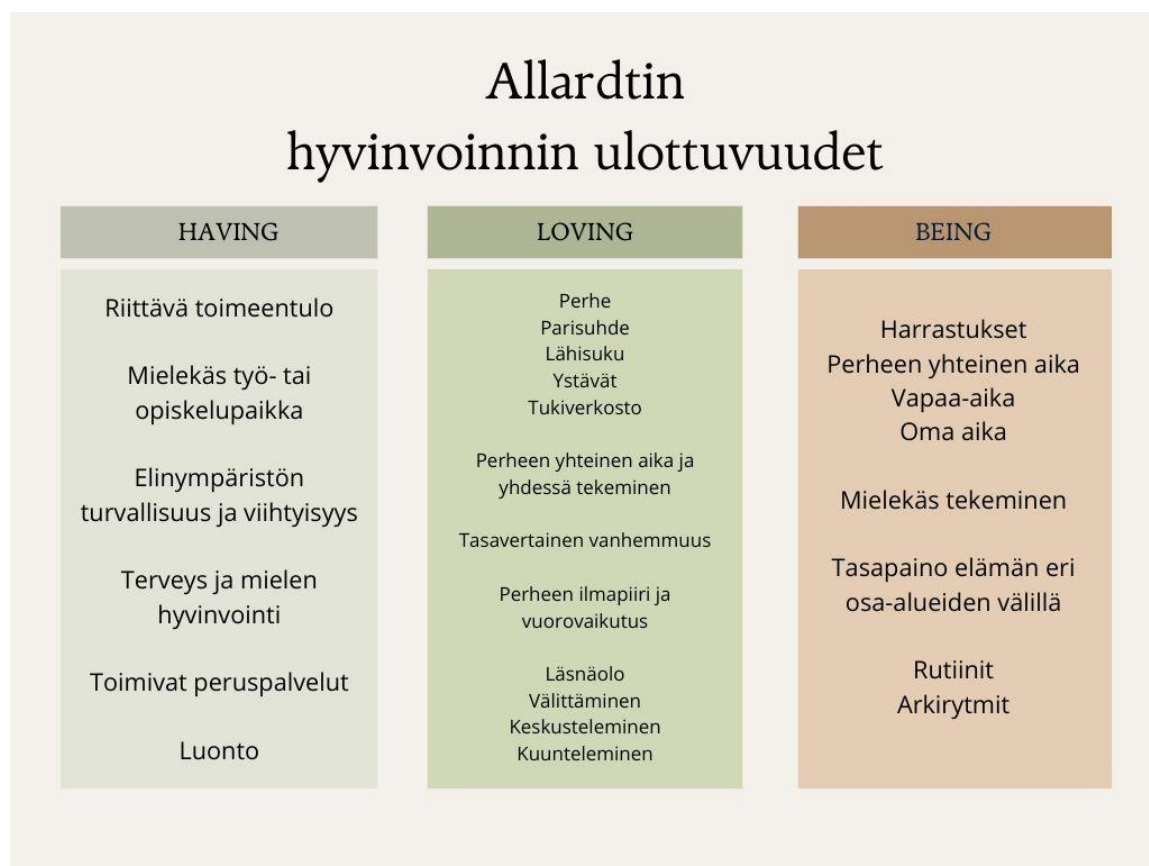 Allardtin
hyvinvoinnin ulottuvuudet
HAVING
Riittävä toimeentulo
Mielekäs työ- tai
opiskelupaikka
Elinympäristön
turvallisuus ja viihtyisyys
Terveys ja mielen
hyvinvointi
Toimivat peruspalvelut
Luonto
LOVING
Perhe
Parisuhde
Lähisuku
Ystävät
Tukiverkosto
Perheen yhteinen aika ja
yhdessä tekeminen
Tasavertainen vanhemmuus
Perheen ilmapiiri ja
vuorovaikutus
Läsnäolo
Välittäminen
Keskusteleminen
Kuunteleminen
BEING
Harrastukset
Perheen yhteinen aika
Vapaa-aika
Oma aika
Mielekäs tekeminen
Tasapaino elämän eri
osa-alueiden välillä
Rutiinit
Arkirytmit